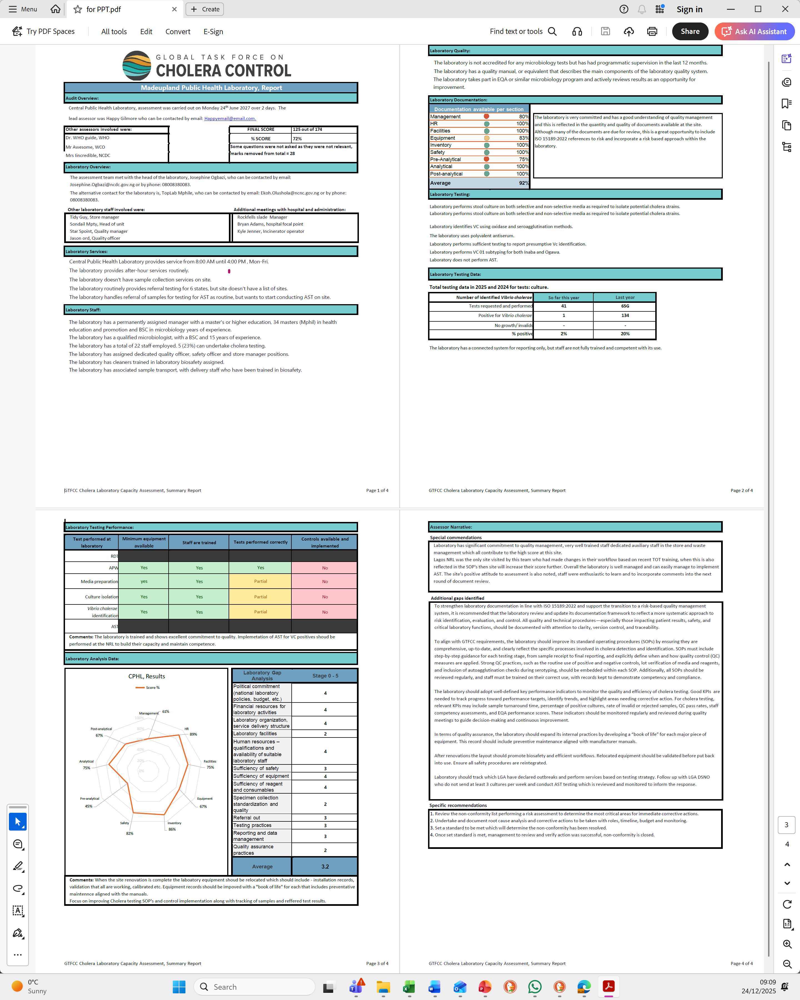 Menu
for PPT.pdf
Create
Sign in
Try PDF Spaces
All tools
Edit
Convert
E-Sign
Find text or tools
Share
Ask AI Assistant
GLOBAL TASK FORCE ON
CHOLERA CONTROL
Madeupland Public Health Laboratory, Report
Audit Overview:
Central Public Health Laboratory, assessment was carried out on Monday 24th June 2027 over 2 days. The
lead assessor was Happy Gilmore who can be contacted by email: Happyemail@email.com.
Other assessors involved were:
Dr. WHO guide, WHO
Mr Awesome, WCO
Mrs Iincredible, NCDC
FINAL SCORE 125 out of 174
% SCORE 72%
Some questions were not asked as they were not relevant,
marks removed from total = 28
Laboratory Overview:
The assessment team met with the head of the laboratory, Josephine Ogbazi, who can be contacted by email:
Josephine.Ogbazi@ncdc.gov.ng or by phone: 08008380083.
The alternative contact for the laboratory is, TopLab Mphile, who can be contacted by email: Ekoh.Olushola@ncnc.gov.ng or by phone:
08008380083.
Other laboratory staff involved were:
Tidy Guy, Store manager
Sondail Mpty, Head of unit
Star Spoint, Quality manager
Jason ord, Quality officer
Additional meetings with hospital and administration:
Rockfells slade Manager
Bryan Adams, hospital focal point
Kyle Jenner, Incinerator operator
Laboratory Services:
Central Public Health Laboratory provides service from 8:00 AM until 4:00 PM , Mon-Fri.
The laboratory provides after-hour services routinely.
The laboratory doesn't have sample collection services on site.
The laboratory routinely provides referral testing for 6 states, but site doesn't have a list of sites.
The laboratory handles referral of samples for testing for AST as routine, but wants to start conducting AST on site.
Laboratory Staff:
The laboratory has a permanently assigned manager with a master's or higher education, 34 masters (Mphil) in health
education and promotion and BSC in microbiology years of experience.
The laboratory has a qualified microbiologist, with a BSC and 15 years of experience.
The laboratory has a total of 22 staff employed. 5 (23%) can undertake cholera testing.
The laboratory has assigned dedicated quality officer, safety officer and store manager positions.
The laboratory has cleaners trained in laboratory biosafety assigned.
The laboratory has associated sample transport, with delivery staff who have been trained in biosafety.
GTFCC Cholera Laboratory Capacity Assessment, Summary Report Page 1 of 4
Laboratory Quality:
The laboratory is not accredited for any microbiology tests but has had programmatic supervision in the last 12 months.
The laboratory has a quality manual, or equivalent that describes the main components of the laboratory quality system.
The laboratory takes part in EQA or similar microbiology program and actively reviews results as an opportunity for
improvement.
Laboratory Documentation:
Documentation available per section
Management 80%
HR 100%
Facilities 100%
Equipment 83%
Inventory 100%
Safety 100%
Pre-Analytical 75%
Analytical 100%
Post-analytical 100%
Average 92%
The laboratory is very committed and has a good understanding of quality management
and this is reflected in the quantity and quality of documents available at the site.
Although many of the documents are due for review, this is a great opportunity to include
ISO 15189:2022 references to risk and incorporate a risk based approach within the
laboratory.
Laboratory Testing:
Laboratory performs stool culture on both selective and non-selective media as required to isolate potential cholera strains.
Laboratory performs stool culture on both selective and non-selective media as required to isolate potential cholera strains.
Laboratory identifies VC using oxidase and seroagglutination methods.
The laboratory uses polyvalent antiserum.
Laboratory performs sufficient testing to report presumptive Vc identification.
Laboratory performs VC 01 subtyping for both Inaba and Ogawa.
Laboratory does not perform AST.
Laboratory Testing Data:
Total testing data in 2025 and 2024 for tests: culture.
Number of identified Vibrio cholerae So far this year Last year
Tests requested and performed 41 65G
Positive for Vibrio cholerae 1 134
No growth/ invalids - -
% positive 2% 20%
The laboratory has a connected system for reporting only, but staff are not fully trained and competent with its use.
GTFCC Cholera Laboratory Capacity Assessment, Summary Report Page 2 of 4
Laboratory Testing Performance:
Test performed at laboratory Minimum equipment available Staff are trained Tests performed correctly Controls available and implemented
RDT
APW Yes Yes Yes No
Media preparation yes Yes Partial No
Culture isolation Yes Yes Partial No
Vibrio cholerae identification Yes Yes Partial No
AST
Comments: The laboratory is trained and shows excellent commitment to quality. Implemetation of AST for VC positives shoud be
performed at the NRL to build their capacity and maintain competence.
Laboratory Analysis Data:
CPHL, Results
Score %
Management 61%
HR 89%
Facilities 75%
Equipment 67%
Inventory 86%
Safety 82%
Pre-analytical 45%
Analytical 75%
Post-analytical 67%
100%
80%
60%
40%
20%
0%
Laboratory Gap Analysis Stage 0 - 5
Political commitment (national laboratory policies, budget, etc.) 4
Financial resources for laboratory activities 4
Laboratory organization, service delivery structure 4
Laboratory facilities 2
Human resources – qualifications and availability of suitable laboratory staff 4
Sufficiency of safety 3
Sufficiency of equipment 4
Sufficiency of reagent and consumables 4
Specimen collection standardization and quality 2
Referral out 3
Testing practices 3
Reporting and data management 3
Quality assurance practices 2
Average 3.2
Comments: When the site renovation is complete the laboatory equipment shoud be relocated which should include - installation records,
validation that all are working, calibrated etc. Equipment records should be impoved with a "book of life" for each that includes preventative
maintennce aligned with the manuals.
Focus on improving Cholera testing SOP's and control implementation along with tracking of samples and reffered test results.
GTFCC Cholera Laboratory Capacity Assessment, Summary Report Page 3 of 4
Assessor Narrative:
Special commendations
Laboratory has significant commitment to quality management, very well trained staff dedicated auxiliary staff in the store and waste
management which all contribute to the high score at this site.
Lagos NRL was the only site visited by this team who had made changes in their workflow based on recent TOT training, when this is also
reflected in the SOP's then site will increase their score further. Overall the laboratory is well managed and can easily manage to implement
AST. The site's positive attitude to assessment is also noted, staff were enthusiastic to learn and to incorporate comments into the next
round of document review.
Additional gaps identified
To strengthen laboratory documentation in line with ISO 15189:2022 and support the transition to a risk-based quality management
system, it is recommended that the laboratory review and update its documentation framework to reflect a more systematic approach to
risk identification, evaluation, and control. All quality and technical procedures—especially those impacting patient results, safety, and
critical laboratory functions, should be documented with attention to clarity, version control, and traceability.
To align with GTFCC requirements, the laboratory should improve its standard operating procedures (SOPs) by ensuring they are
comprehensive, up-to-date, and clearly reflect the specific processes involved in cholera detection and identification. SOPs must include
step-by-step guidance for each testing stage, from sample receipt to final reporting, and explicitly define when and how quality control (QC)
measures are applied. Strong QC practices, such as the routine use of positive and negative controls, lot verification of media and reagents,
and inclusion of autoagglutination checks during serotyping, should be embedded within each SOP. Additionally, all SOPs should be
reviewed regularly, and staff must be trained on their correct use, with records kept to demonstrate competency and compliance.
The laboratory should adopt well-defined key performance indicators to monitor the quality and efficiency of cholera testing. Good KPIs are
needed to track progress toward performance targets, identify trends, and highlight areas needing corrective action. For cholera testing,
relevant KPIs may include sample turnaround time, percentage of positive cultures, rate of invalid or rejected samples, QC pass rates, staff
competency assessments, and EQA performance scores. These indicators should be monitored regularly and reviewed during quality
meetings to guide decision-making and continuous improvement.
In terms of quality assurance, the laboratory should expand its internal practices by developing a “book of life” for each major piece of
equipment. This record should include preventive maintenance aligned with manufacturer manuals.
After renovations the layout should promote biosafety and efficient workflows. Relocated equipment should be validated before put back
into use. Ensure all safety procedures are reintegrated.
Laboratory should track which LGA have declared outbreaks and perform services based on testing strategy. Follow up with LGA DSNO
who do not send at least 3 cultures per week and conduct AST testing which is reviewed and monitored to inform the response.
Specific recommendations
1. Review the non-conformity list performing a risk assessment to determine the most critical areas for immediate corrective actions.
2. Undertake and document root cause analysis and corrective actions to be taken with roles, timeline, budget and monitoring.
3. Set a standard to be met which will determine the non-conformity has been resolved.
4. Once set standard is met, management to review and verify action was successful, non-conformity is closed.
GTFCC Cholera Laboratory Capacity Assessment, Summary Report Page 4 of 4
3
4
0°C
Sunny
Search
09:09
24/12/2025